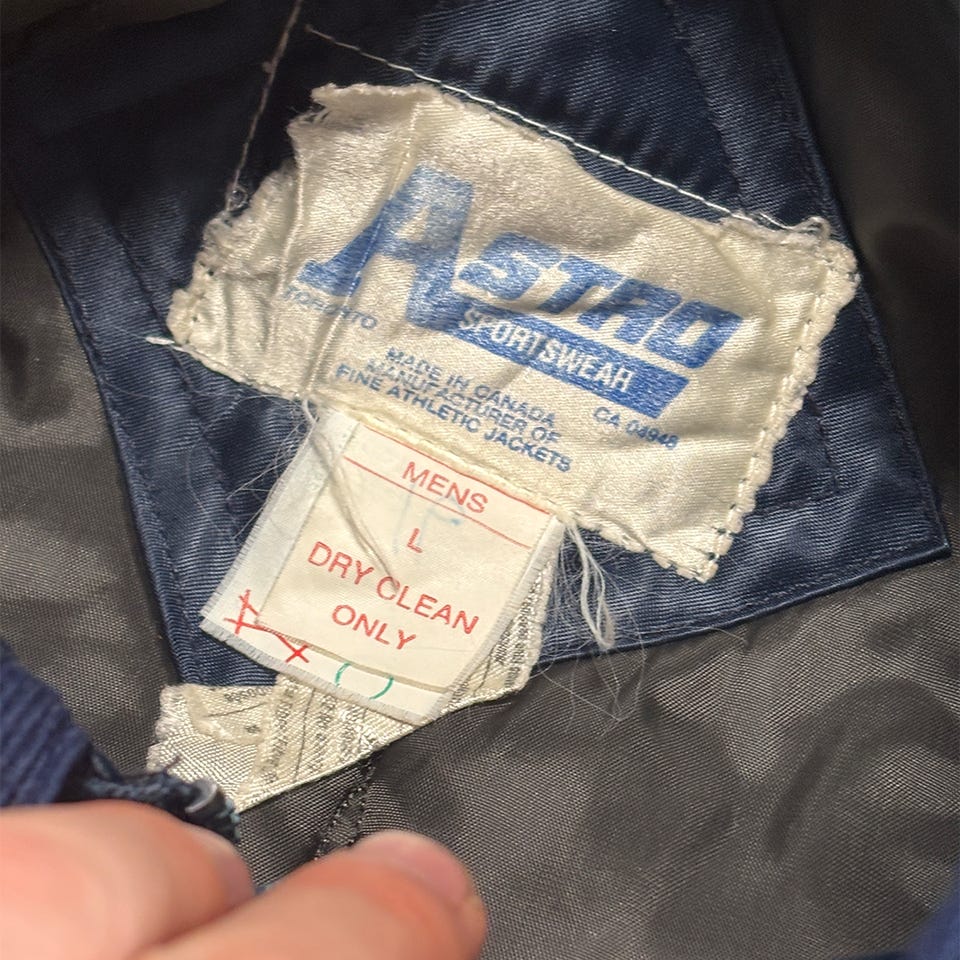 ASTRO
SPORTSWEAR
TORONTO
MADE IN CANADA
MANUFACTURER OF
FINE ATHLETIC JACKETS
CA 04948
MENS
L
DRY CLEAN
ONLY